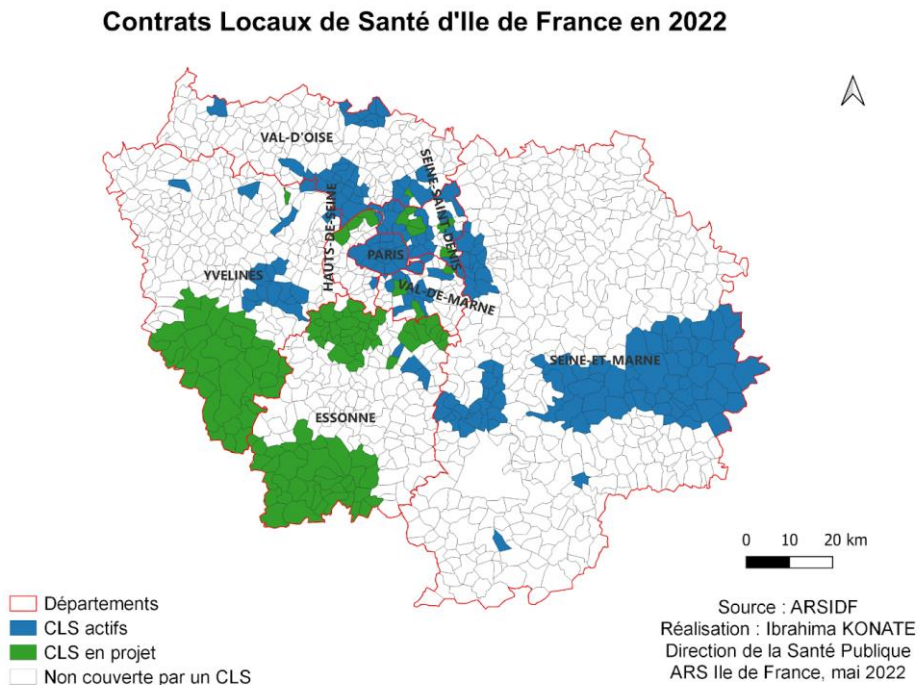 Contrats Locaux de Santé d'Ile de France en 2022
VAL-D'OISE
SEINE-SAINT-DENIS
HAUTS-DE-SEINE
PARIS
YVELINES
VAL-DE-MARNE
SEINE-ET-MARNE
ESSONNE
0 10 20 km
Départements
CLS actifs
CLS en projet
Non couverte par un CLS
Source : ARSIDF
Réalisation : Ibrahima KONATE
Direction de la Santé Publique
ARS Ile de France, mai 2022